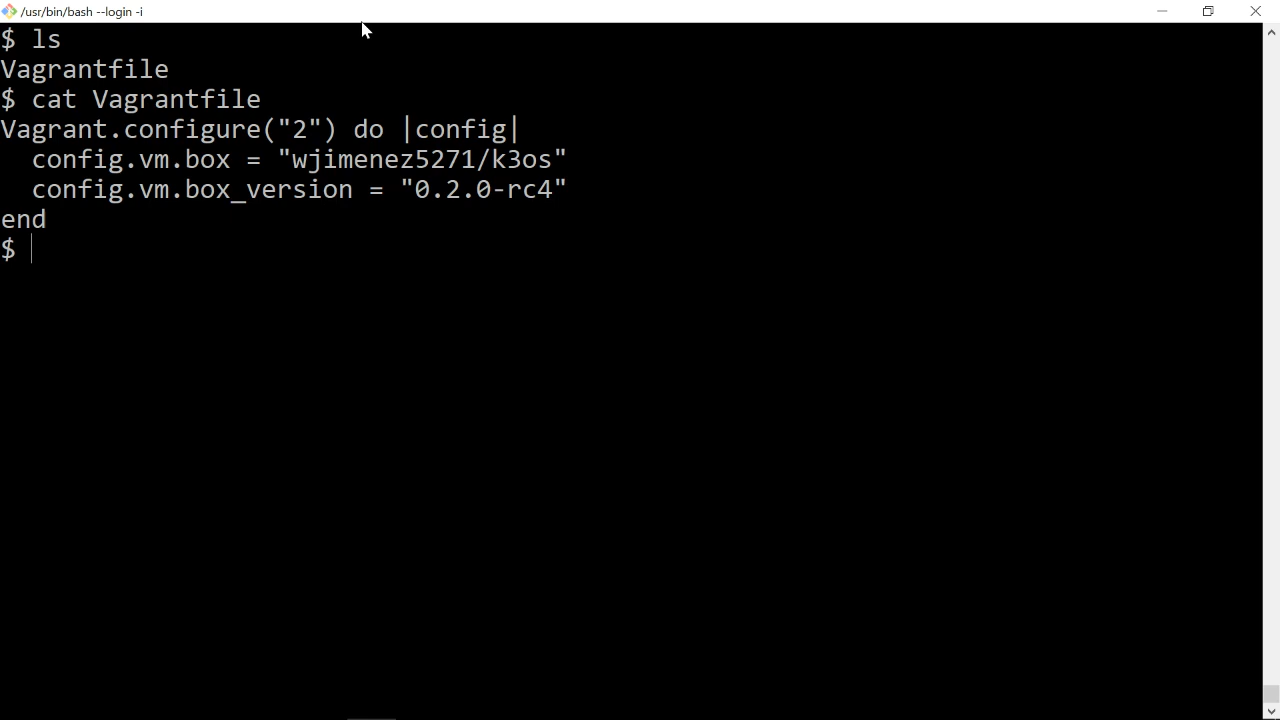 /usr/bin/bash --login -i
$ ls
Vagrantfile
$ cat Vagrantfile
Vagrant.configure("2") do |config|
  config.vm.box = "wjimenez5271/k3os"
  config.vm.box_version = "0.2.0-rc4"
end
$